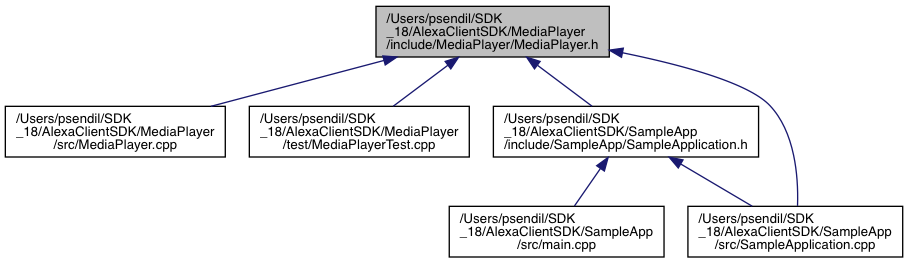 /Users/psendil/SDK
_18/AlexaClientSDK/MediaPlayer
/include/MediaPlayer/MediaPlayer.h
/Users/psendil/SDK
_18/AlexaClientSDK/MediaPlayer
/src/MediaPlayer.cpp
/Users/psendil/SDK
_18/AlexaClientSDK/MediaPlayer
/test/MediaPlayerTest.cpp
/Users/psendil/SDK
_18/AlexaClientSDK/SampleApp
/include/SampleApp/SampleApplication.h
/Users/psendil/SDK
_18/AlexaClientSDK/SampleApp
/src/main.cpp
/Users/psendil/SDK
_18/AlexaClientSDK/SampleApp
/src/SampleApplication.cpp